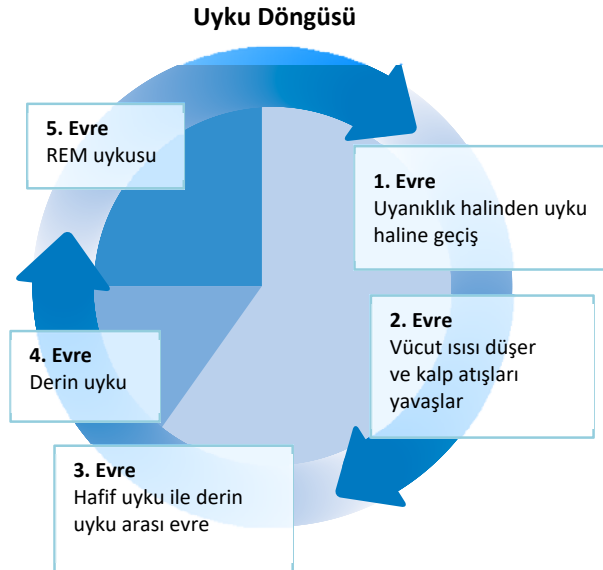 Uyku Döngüsü
1. Evre
Uyanıklık halinden uyku
haline geçiş
2. Evre
Vücut ısısı düşer
ve kalp atışları
yavaşlar
3. Evre
Hafif uyku ile derin
uyku arası evre
4. Evre
Derin uyku
5. Evre
REM uykusu